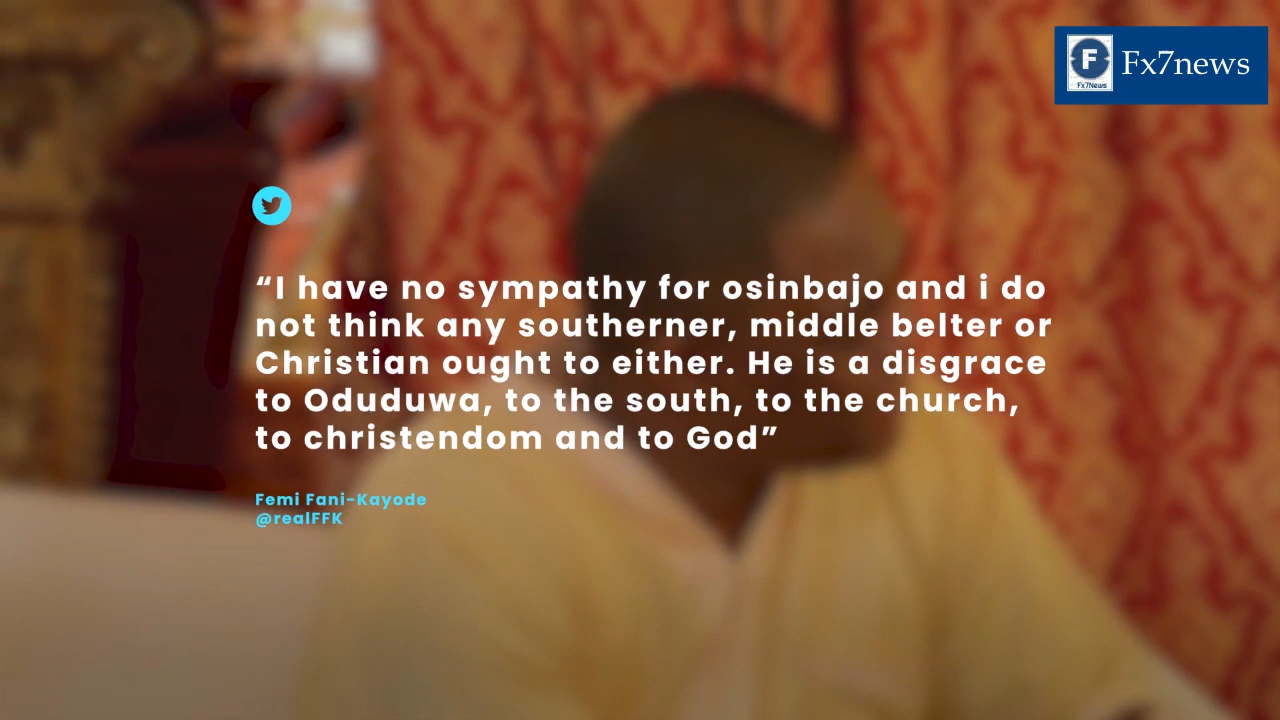 F Fx7news
Fx7News
“I have no sympathy for osinbajo and i do
not think any southerner, middle belter or
Christian ought to either. He is a disgrace
to Oduduwa, to the south, to the church,
to christendom and to God”
Femi Fani-Kayode
@realFFK